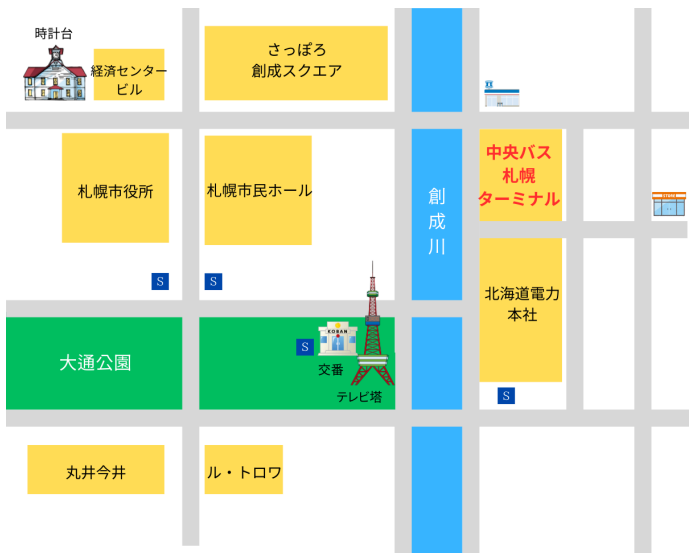 時計台
経済センター
ビル
さっぽろ
創成スクエア
札幌市役所
札幌市民ホール
創
成
川
中央バス
札幌
ターミナル
STORE
北海道電力
本社
S
S
大通公園
S
KOBAN
交番
テレビ塔
S
丸井今井
ル・トロワ